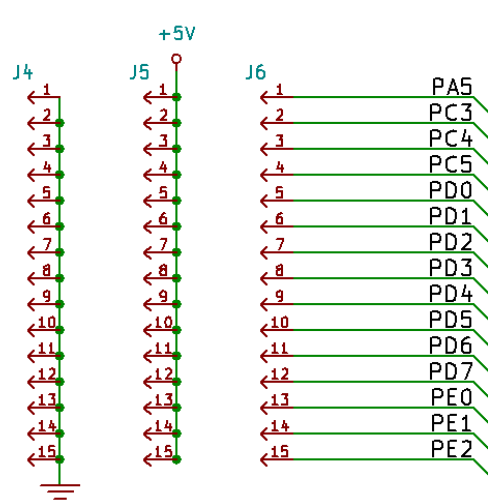 +5V
J4 J5 J6
1 1 1 PA5
2 2 2 PC3
3 3 3 PC4
4 4 4 PC5
5 5 5 PD0
6 6 6 PD1
7 7 7 PD2
8 8 8 PD3
9 9 9 PD4
10 10 10 PD5
11 11 11 PD6
12 12 12 PD7
13 13 13 PE0
14 14 14 PE1
15 15 15 PE2